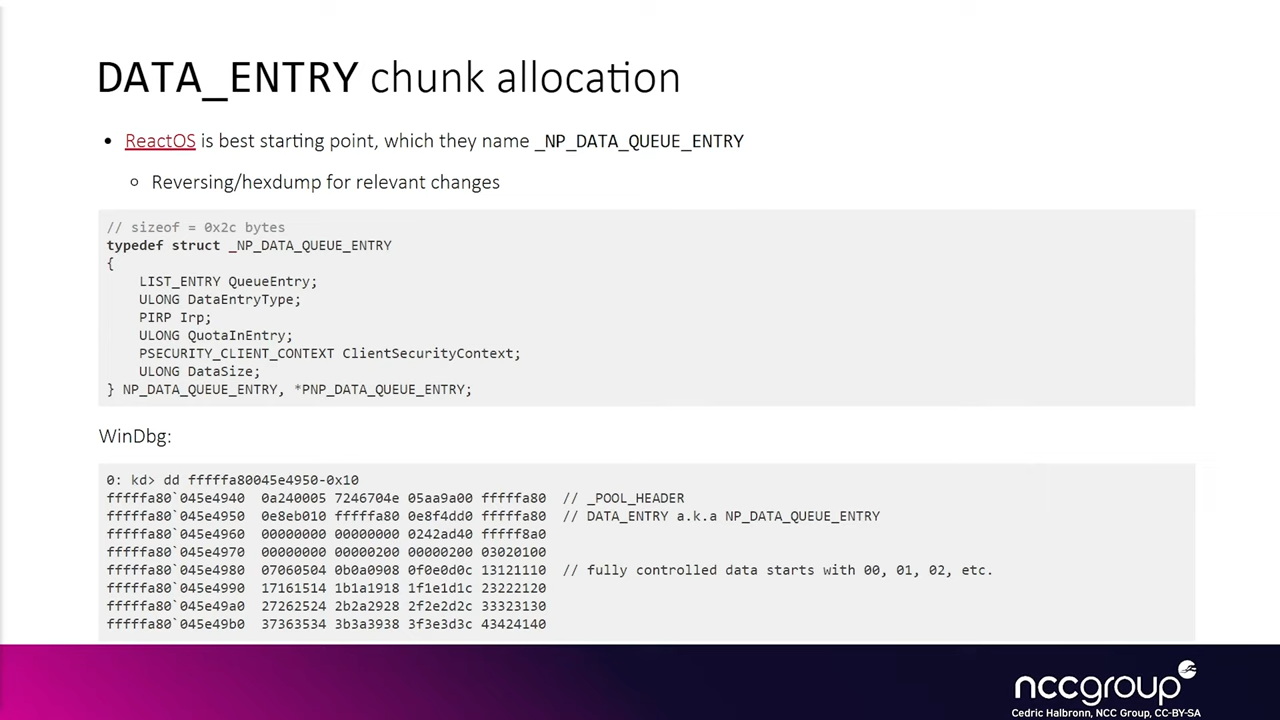 DATA_ENTRY chunk allocation
• ReactOS is best starting point, which they name _NP_DATA_QUEUE_ENTRY
○ Reversing/hexdump for relevant changes
// sizeof = 0x2c bytes
typedef struct _NP_DATA_QUEUE_ENTRY
{
    LIST_ENTRY QueueEntry;
    ULONG DataEntryType;
    PIRP Irp;
    ULONG QuotaInEntry;
    PSECURITY_CLIENT_CONTEXT ClientSecurityContext;
    ULONG DataSize;
} NP_DATA_QUEUE_ENTRY, *PNP_DATA_QUEUE_ENTRY;
WinDbg:
0: kd> dd fffffa80045e4950-0x10
fffffa80`045e4940  0a240005 7246704e 05aa9a00 fffffa80  // _POOL_HEADER
fffffa80`045e4950  0e8eb010 fffffa80 0e8f4dd0 fffffa80  // DATA_ENTRY a.k.a NP_DATA_QUEUE_ENTRY
fffffa80`045e4960  00000000 00000000 0242ad40 fffff8a0
fffffa80`045e4970  00000000 00000200 00000200 03020100
fffffa80`045e4980  07060504 0b0a0908 0f0e0d0c 13121110  // fully controlled data starts with 00, 01, 02, etc.
fffffa80`045e4990  17161514 1b1a1918 1f1e1d1c 23222120
fffffa80`045e49a0  27262524 2b2a2928 2f2e2d2c 33323130
fffffa80`045e49b0  37363534 3b3a3938 3f3e3d3c 43424140
nccgroup
Cedric Halbronn, NCC Group, CC-BY-SA